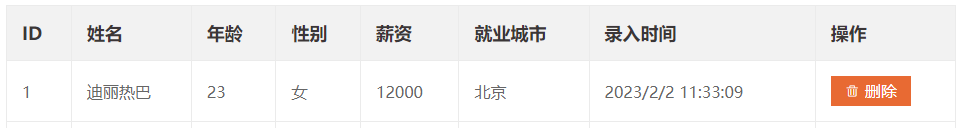 ID 姓名 年龄 性别 薪资 就业城市 录入时间 操作
1 迪丽热巴 23 女 12000 北京 2023/2/2 11:33:09 删除